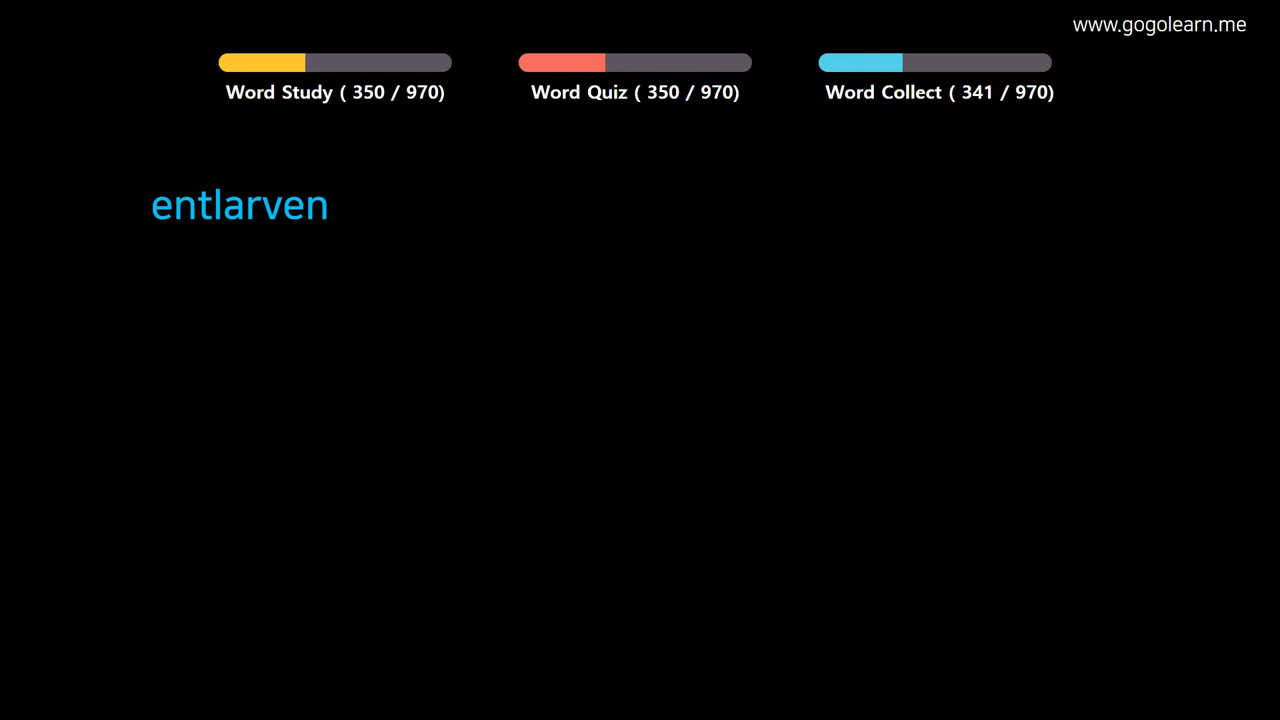 www.gogolearn.me
Word Study ( 350 / 970)
Word Quiz ( 350 / 970)
Word Collect ( 341 / 970)
entlarven